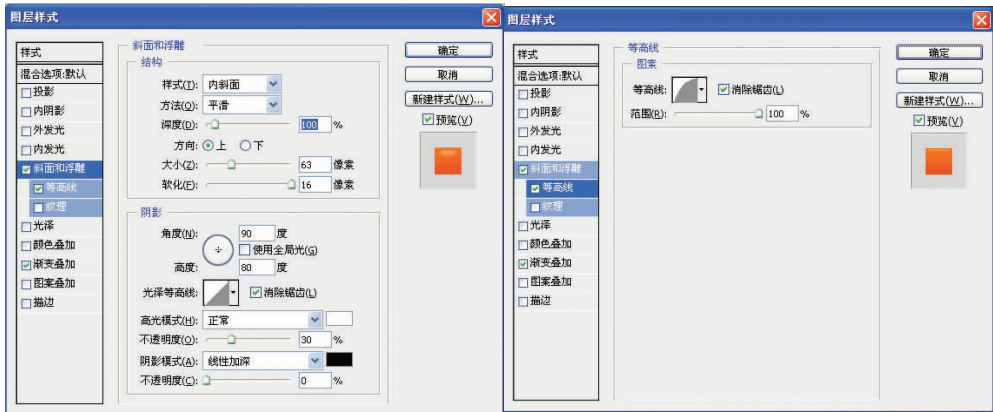 图层样式
样式
混合选项:默认
投影
内阴影
外发光
内发光
斜面和浮雕
等高线
纹理
光泽
颜色叠加
渐变叠加
图案叠加
描边
斜面和浮雕
结构
样式(T): 内斜面
方法(Q): 平滑
深度(D): 100 %
方向: 上 下
大小(Z): 63 像素
软化(F): 16 像素
阴影
角度(N): 90 度
使用全局光(G)
高度: 80 度
光泽等高线: 消除锯齿(L)
高光模式(H): 正常
不透明度(O): 30 %
阴影模式(A): 线性加深
不透明度(C): 0 %
确定
取消
新建样式(W)...
预览(V)
图层样式
样式
混合选项:默认
投影
内阴影
外发光
内发光
斜面和浮雕
等高线
纹理
光泽
颜色叠加
渐变叠加
图案叠加
描边
等高线
图素
等高线: 消除锯齿(L)
范围(R): 100 %
确定
取消
新建样式(W)...
预览(V)